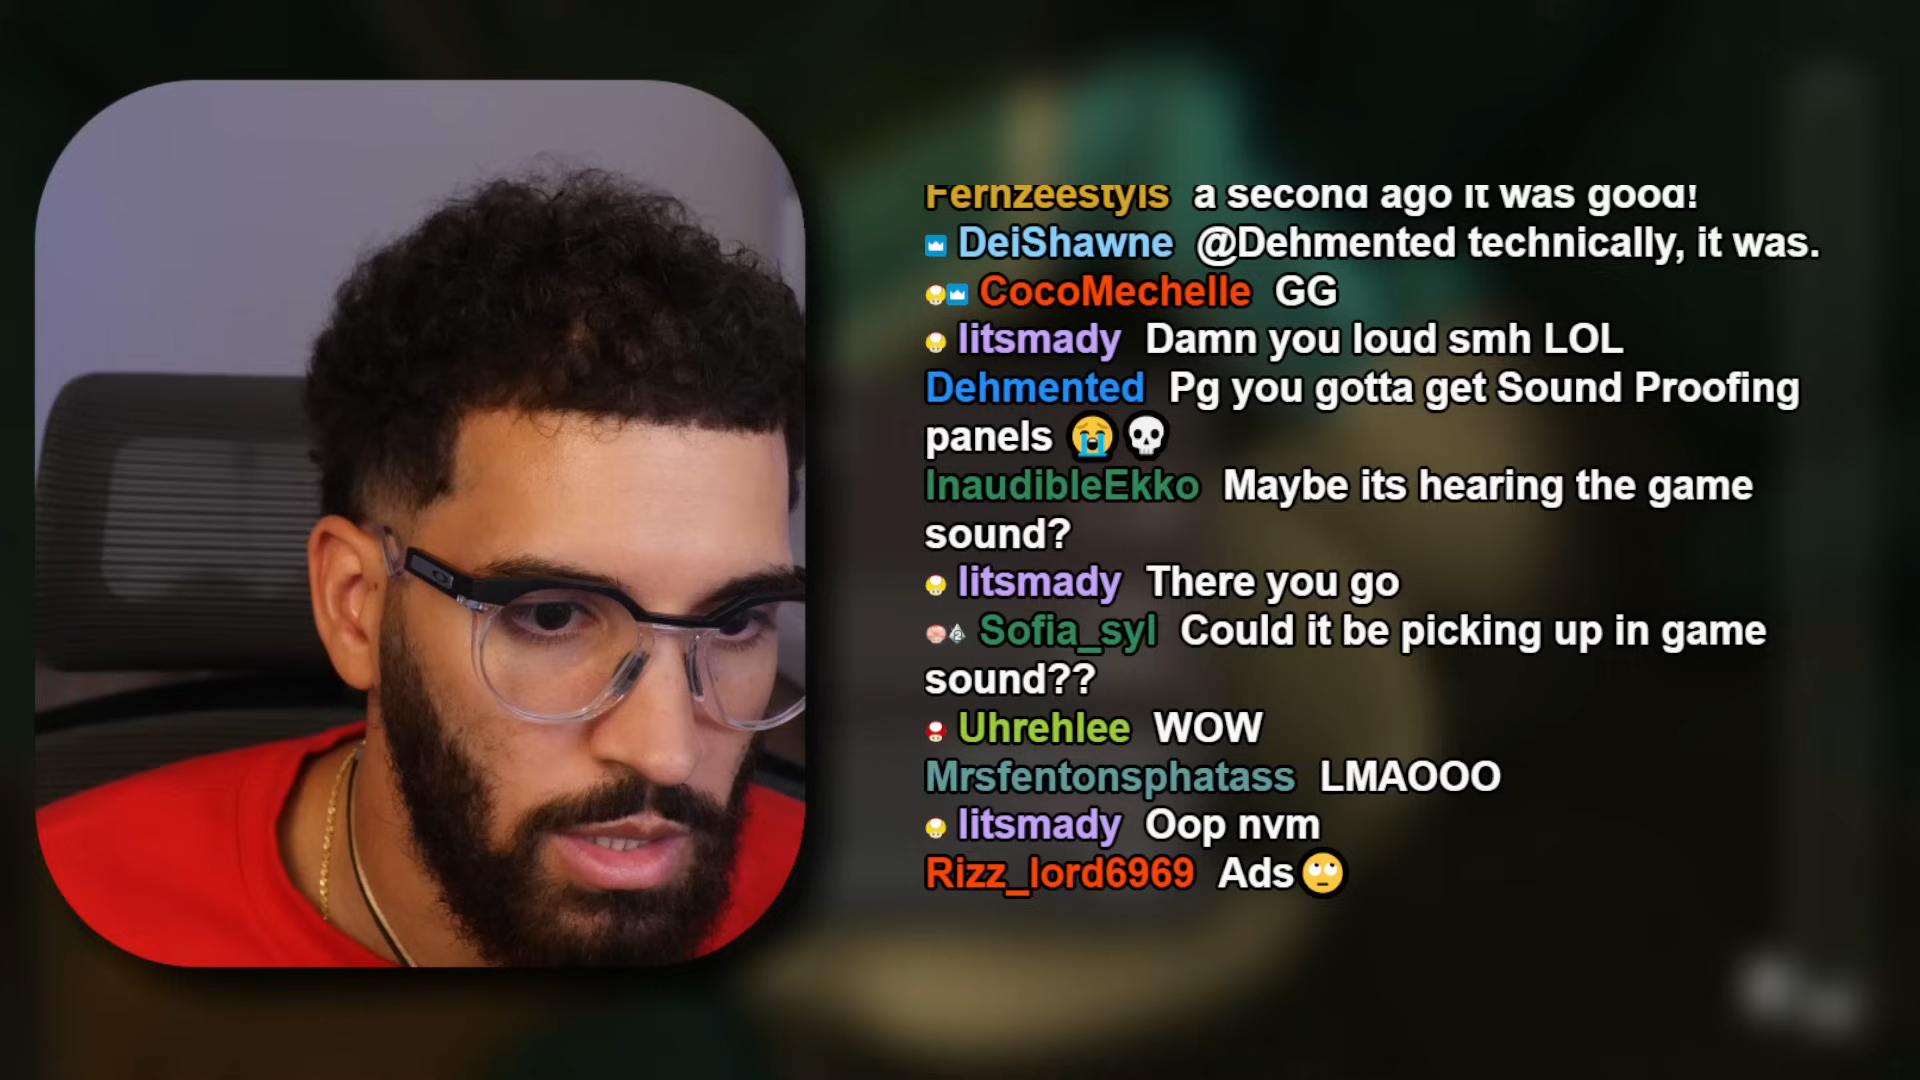 Fernzeestyls a second ago it was good!
DeiShawne @Dehmented technically, it was.
CocoMechelle GG
litsmady Damn you loud smh LOL
Dehmented Pg you gotta get Sound Proofing
panels 😭💀
InaudibleEkko Maybe its hearing the game
sound?
litsmady There you go
Sofia_syl Could it be picking up in game
sound??
Uhrehlee WOW
Mrsfentonsphatass LMAOOO
litsmady Oop nvm
Rizz_lord6969 Ads🙄